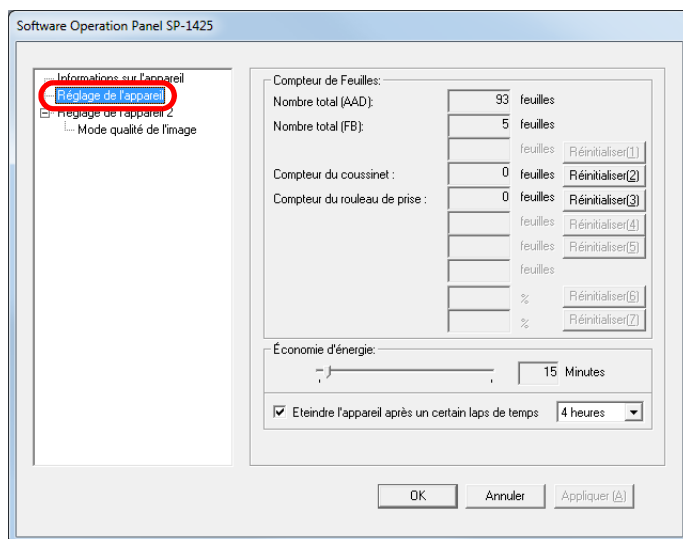 Software Operation Panel SP-1425
Informations sur l'appareil
Réglage de l'appareil
Réglage de l'appareil 2
Mode qualité de l'image
Compteur de Feuilles:
Nombre total (AAD): 93 feuilles
Nombre total (FB): 5 feuilles
feuilles Réinitialiser(1)
Compteur du coussinet : 0 feuilles Réinitialiser(2)
Compteur du rouleau de prise : 0 feuilles Réinitialiser(3)
feuilles Réinitialiser(4)
feuilles Réinitialiser(5)
feuilles
% Réinitialiser(6)
% Réinitialiser(7)
Économie d'énergie:
15 Minutes
Eteindre l'appareil après un certain laps de temps 4 heures
OK Annuler Appliquer (A)